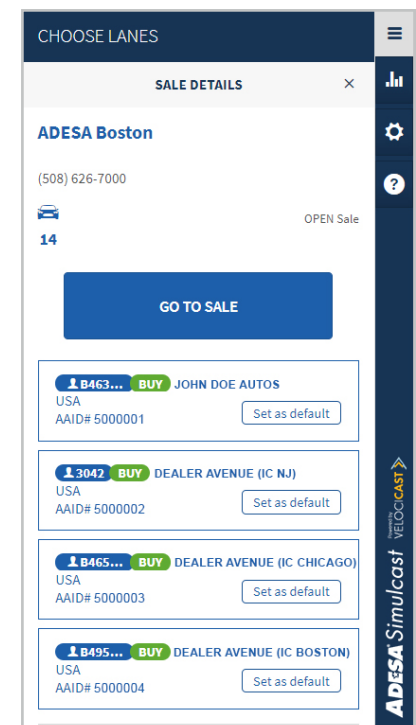 CHOOSE LANES
SALE DETAILS ×
ADESA Boston
(508) 626-7000
OPEN Sale
14
GO TO SALE
B463... BUY JOHN DOE AUTOS
USA
AAID# 5000001 Set as default
3042 BUY DEALER AVENUE (IC NJ)
USA
AAID# 5000002 Set as default
B465... BUY DEALER AVENUE (IC CHICAGO)
USA
AAID# 5000003 Set as default
B495... BUY DEALER AVENUE (IC BOSTON)
USA
AAID# 5000004 Set as default
?
ADESA Simulcast
Powered by
VELOCICAST